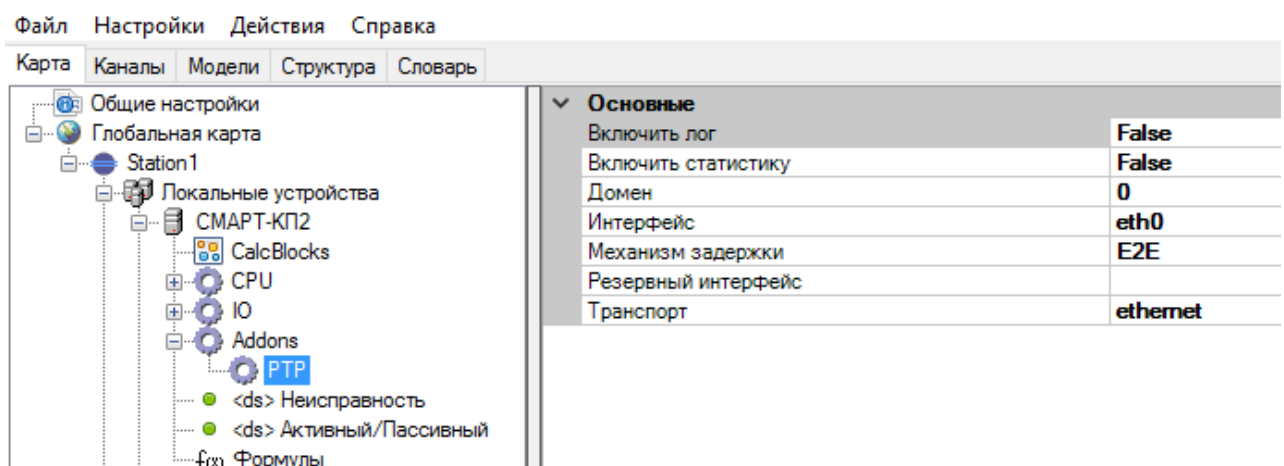 Файл Настройки Действия Справка
Карта Каналы Модели Структура Словарь
Общие настройки
Глобальная карта
Station1
Локальные устройства
СМАРТ-КП2
CalcBlocks
CPU
IO
Addons
PTP
<ds> Неисправность
<ds> Активный/Пассивный
f(x) Формулы
Основные
Включить лог False
Включить статистику False
Домен 0
Интерфейс eth0
Механизм задержки E2E
Резервный интерфейс
Транспорт ethernet